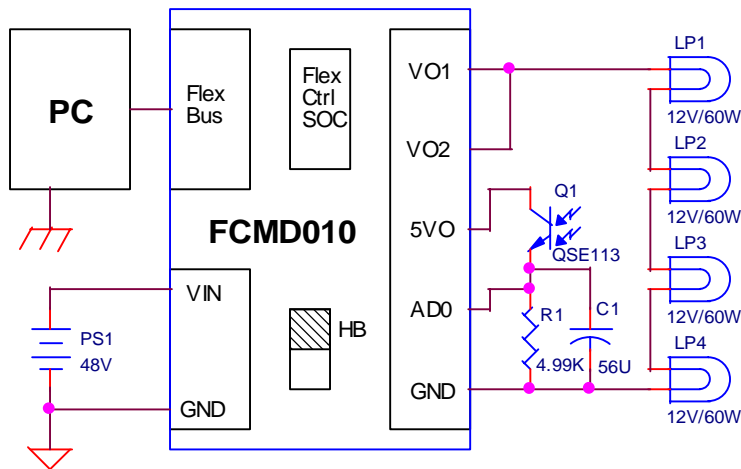 PC
Flex
Bus
Flex
Ctrl
SOC
VO1
VO2
5VO
AD0
GND
FCMD010
VIN
GND
HB
PS1
48V
Q1
QSE113
R1
4.99K
C1
56U
LP1
12V/60W
LP2
12V/60W
LP3
12V/60W
LP4
12V/60W